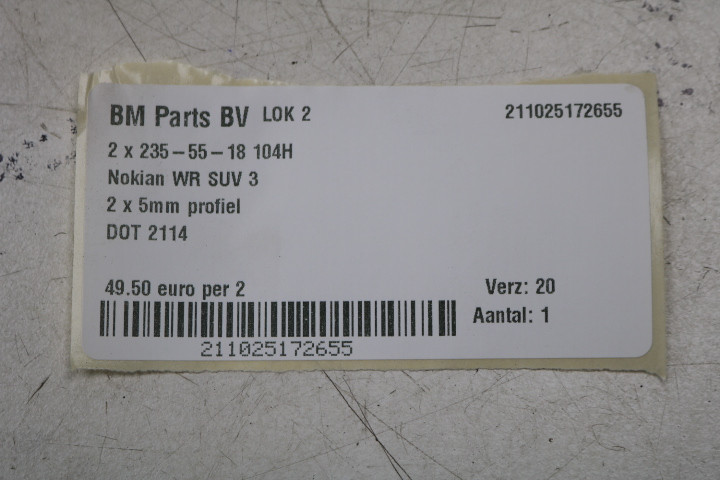 BM Parts BV LOK 2 211025172655
2 x 235-55-18 104H
Nokian WR SUV 3
2 x 5mm profiel
DOT 2114
49.50 euro per 2 Verz: 20
Aantal: 1
211025172655